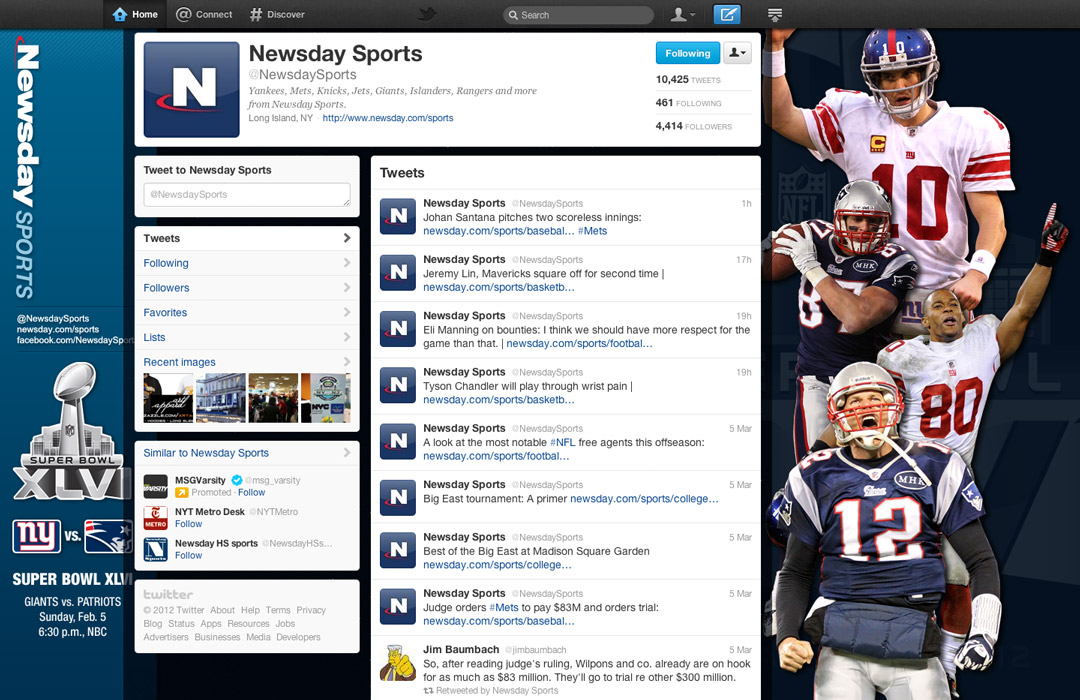 Home
Connect
Discover
Search
Newsday SPORTS
@NewsdaySports
newsday.com/sports
facebook.com/NewsdaySport
SUPER BOWL
XLVI
ny vs.
SUPER BOWL XLVI
GIANTS vs. PATRIOTS
Sunday, Feb. 5
6:30 p.m., NBC
N
Newsday Sports
@NewsdaySports
Yankees, Mets, Knicks, Jets, Giants, Islanders, Rangers and more
from Newsday Sports.
Long Island, NY · http://www.newsday.com/sports
Following
10,425 TWEETS
461 FOLLOWING
4,414 FOLLOWERS
Tweet to Newsday Sports
@NewsdaySports
Tweets
Following
Followers
Favorites
Lists
Recent images
Similar to Newsday Sports
MSGVarsity @msg_varsity
Promoted · Follow
NYT Metro Desk @NYTMetro
Follow
Newsday HS sports @NewsdayHSs...
Follow
twitter
© 2012 Twitter About Help Terms Privacy
Blog Status Apps Resources Jobs
Advertisers Businesses Media Developers
Tweets
Newsday Sports @NewsdaySports 1h
Johan Santana pitches two scoreless innings:
newsday.com/sports/basebal... #Mets
Newsday Sports @NewsdaySports 17h
Jeremy Lin, Mavericks square off for second time |
newsday.com/sports/basketb...
Newsday Sports @NewsdaySports 19h
Eli Manning on bounties: I think we should have more respect for the
game than that. | newsday.com/sports/footbal...
Newsday Sports @NewsdaySports 19h
Tyson Chandler will play through wrist pain |
newsday.com/sports/basketb...
Newsday Sports @NewsdaySports 5 Mar
A look at the most notable #NFL free agents this offseason:
newsday.com/sports/footbal...
Newsday Sports @NewsdaySports 5 Mar
Big East tournament: A primer newsday.com/sports/college...
Newsday Sports @NewsdaySports 5 Mar
Best of the Big East at Madison Square Garden
newsday.com/sports/college...
Newsday Sports @NewsdaySports 5 Mar
Judge orders #Mets to pay $83M and orders trial:
newsday.com/sports/basebal...
Jim Baumbach @jimbaumbach 5 Mar
So, after reading judge's ruling, Wilpons and co. already are on hook
for as much as $83 million. They'll go to trial re other $300 million.
Retweeted by Newsday Sports
10
C
ny
10
NFL
MHK
87
80
MHK
12